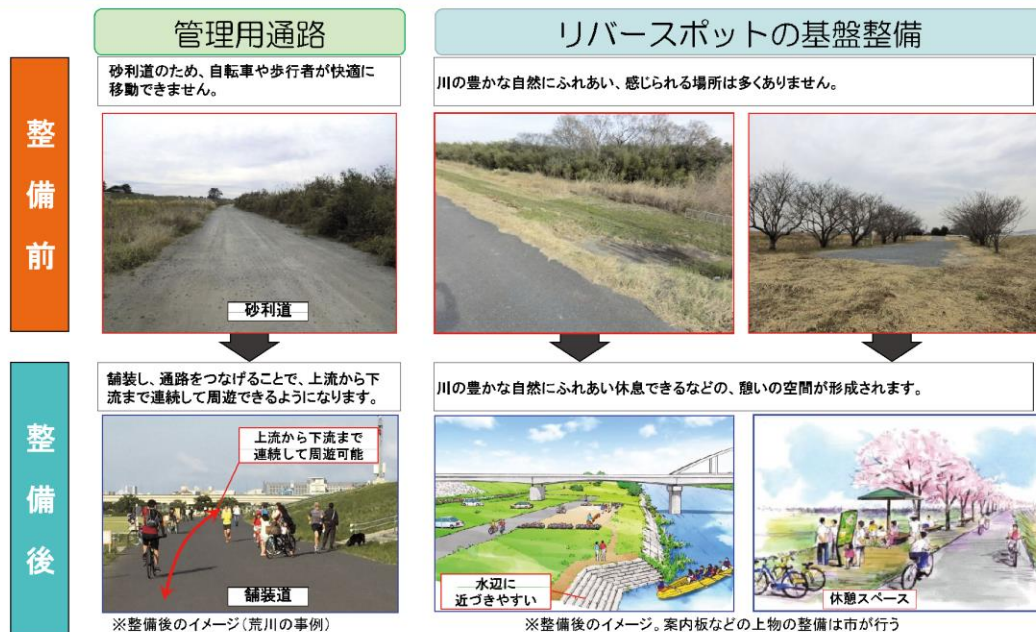 管理用通路
リバースポットの基盤整備
整備前
砂利道のため、自転車や歩行者が快適に
移動できません。
川の豊かな自然にふれあい、感じられる場所は多くありません。
砂利道
整備後
舗装し、通路をつなげることで、上流から下
流まで連続して周遊できるようになります。
川の豊かな自然にふれあい休息できるなどの、憩いの空間が形成されます。
上流から下流まで
連続して周遊可能
舗装道
水辺に
近づきやすい
休憩スペース
※整備後のイメージ(荒川の事例)
※整備後のイメージ。案内板などの上物の整備は市が行う